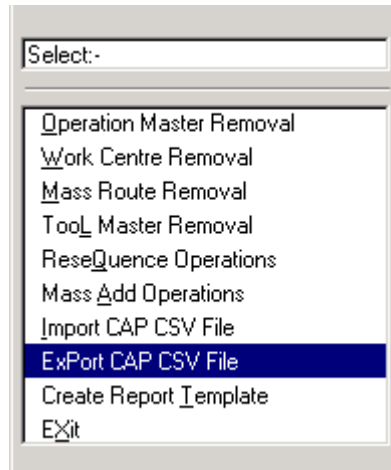 Select:-
Operation Master Removal
Work Centre Removal
Mass Route Removal
TooL Master Removal
ReseQuence Operations
Mass Add Operations
Import CAP CSV File
ExPort CAP CSV File
Create Report Template
EXit